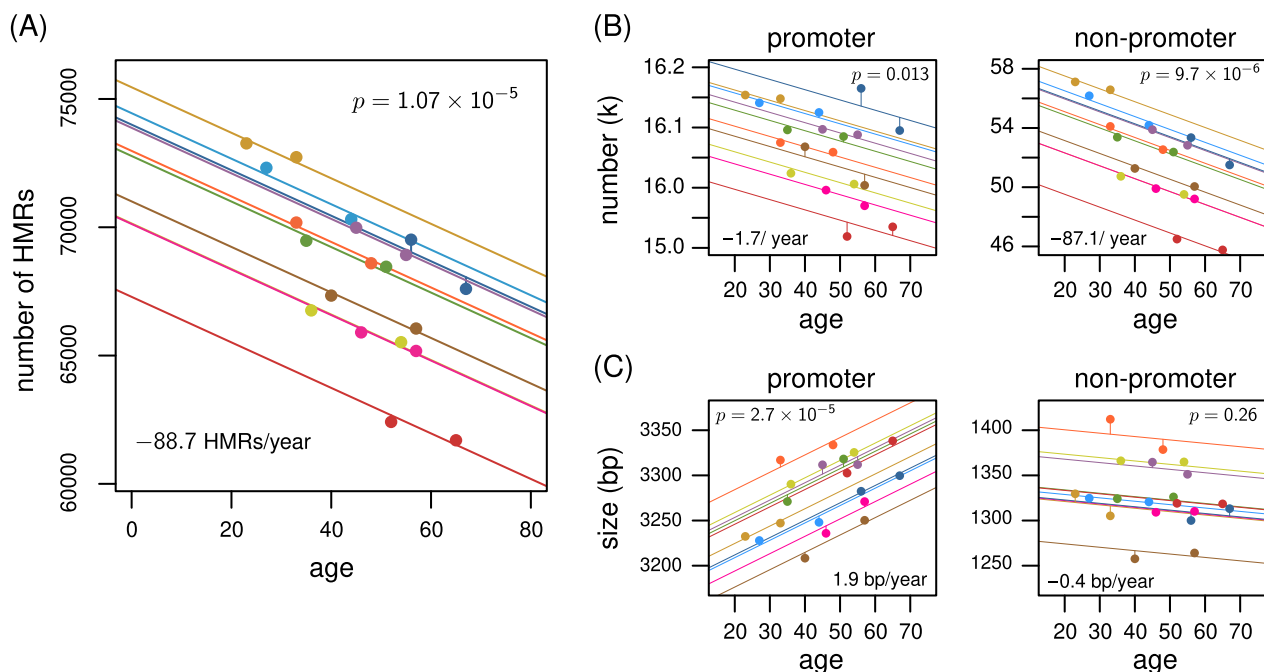 (A)
number of HMRs
75000
70000
65000
60000
p = 1.07 × 10⁻⁵
−88.7 HMRs/year
0 20 40 60 80
age
(B)
promoter
number (k)
16.2
16.1
16.0
15.0
p = 0.013
−1.7/ year
20 30 40 50 60 70
age
non-promoter
58
54
50
46
p = 9.7 × 10⁻⁶
−87.1/ year
20 30 40 50 60 70
age
(C)
promoter
size (bp)
3350
3300
3250
3200
p = 2.7 × 10⁻⁵
1.9 bp/year
20 30 40 50 60 70
age
non-promoter
1400
1350
1300
1250
p = 0.26
−0.4 bp/year
20 30 40 50 60 70
age